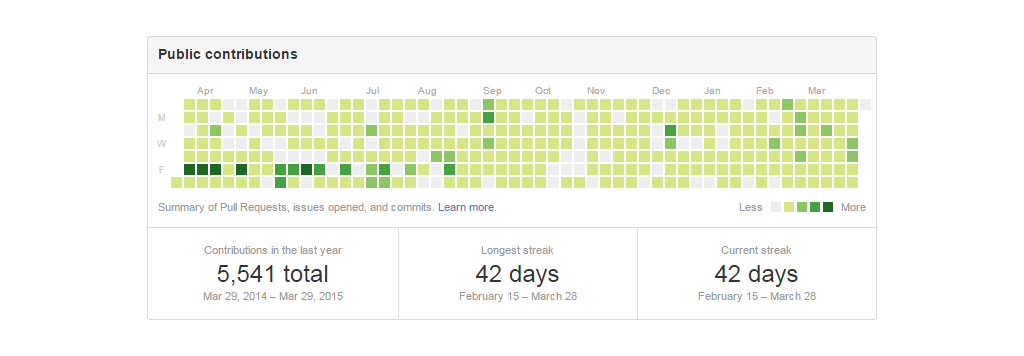 Public contributions
Apr May Jun Jul Aug Sep Oct Nov Dec Jan Feb Mar
M
W
F
Summary of Pull Requests, issues opened, and commits. Learn more. Less More
Contributions in the last year Longest streak Current streak
5,541 total 42 days 42 days
Mar 29, 2014 – Mar 29, 2015 February 15 – March 28 February 15 – March 28